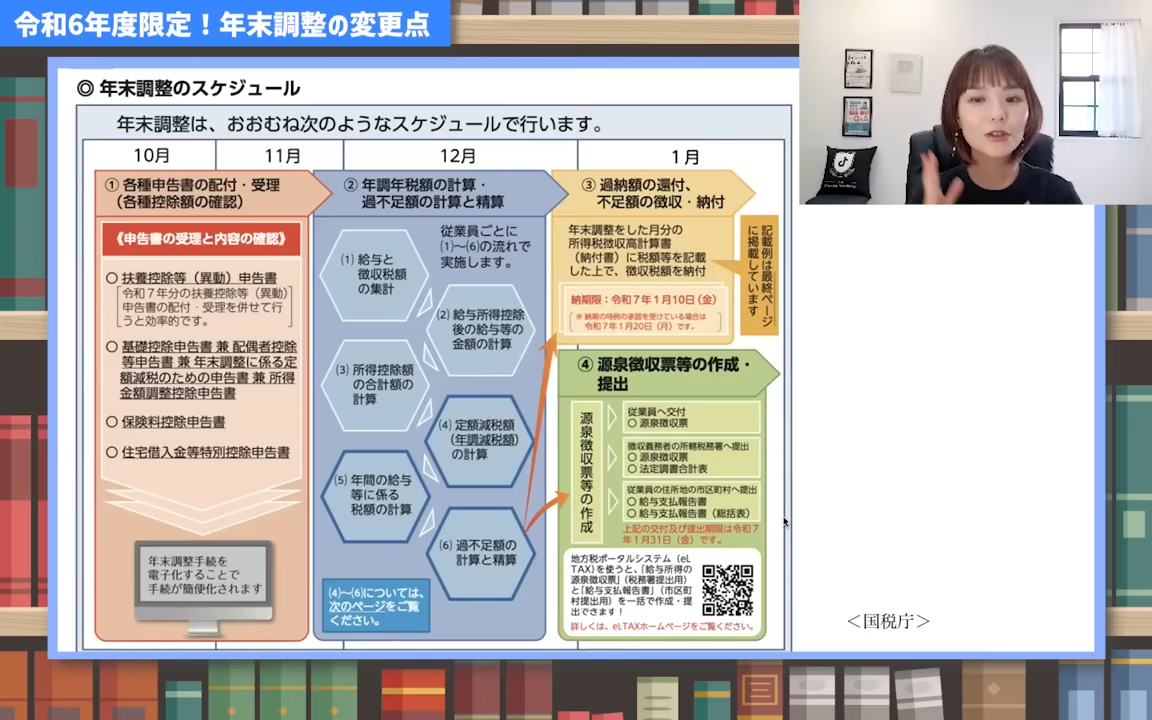 令和6年度限定！年末調整の変更点
◎ 年末調整のスケジュール
年末調整は、おおむね次のようなスケジュールで行います。
10月
11月
12月
1月
① 各種申告書の配付・受理
（各種控除額の確認）
《申告書の受理と内容の確認》
○ 扶養控除等（異動）申告書
令和７年分の扶養控除等（異動）
申告書の配付・受理を併せて行
うと効率的です。
○ 基礎控除申告書 兼 配偶者控除
等申告書 兼 年末調整に係る定
額減税のための申告書 兼 所得
金額調整控除申告書
○ 保険料控除申告書
○ 住宅借入金等特別控除申告書
年末調整手続を
電子化することで
手続が簡便化されます
② 年調年税額の計算・
過不足額の計算と精算
従業員ごとに
⑴～⑹の流れで
実施します。
⑴ 給与と
徴収税額
の集計
⑵ 給与所得控除
後の給与等の
金額の計算
⑶ 所得控除額
の合計額の
計算
⑷ 定額減税額
（年調減税額）
の計算
⑸ 年間の給与
等に係る
税額の計算
⑹ 過不足額の
計算と精算
⑷～⑹については、
次のページをご覧
ください。
③ 過納額の還付、
不足額の徴収・納付
年末調整をした月分の
所得税徴収高計算書
（納付書）に税額等を記載
した上で、徴収税額を納付
納期限：令和７年１月10日（金）
※ 納期の特例の承認を受けている場合は
令和７年１月20日（月）です。
記載例は最終ページ
に掲載しています
④ 源泉徴収票等の作成・
提出
源泉徴収票等の作成
従業員へ交付
○ 源泉徴収票
徴収義務者の所轄税務署へ提出
○ 源泉徴収票
○ 法定調書合計表
従業員の住所地の市区町村へ提出
○ 給与支払報告書
○ 給与支払報告書（総括表）
上記の交付及び提出期限は令和７
年１月31日（金）です。
地方税ポータルシステム（eL
TAX）を使うと、「給与所得の
源泉徴収票」（税務署提出用）
と「給与支払報告書」（市区町
村提出用）を一括で作成・提
出できます！
詳しくは、eLTAXホームページをご覧ください。
＜国税庁＞